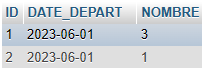 ID DATE_DEPART NOMBRE
1 2023-06-01 3
2 2023-06-01 1